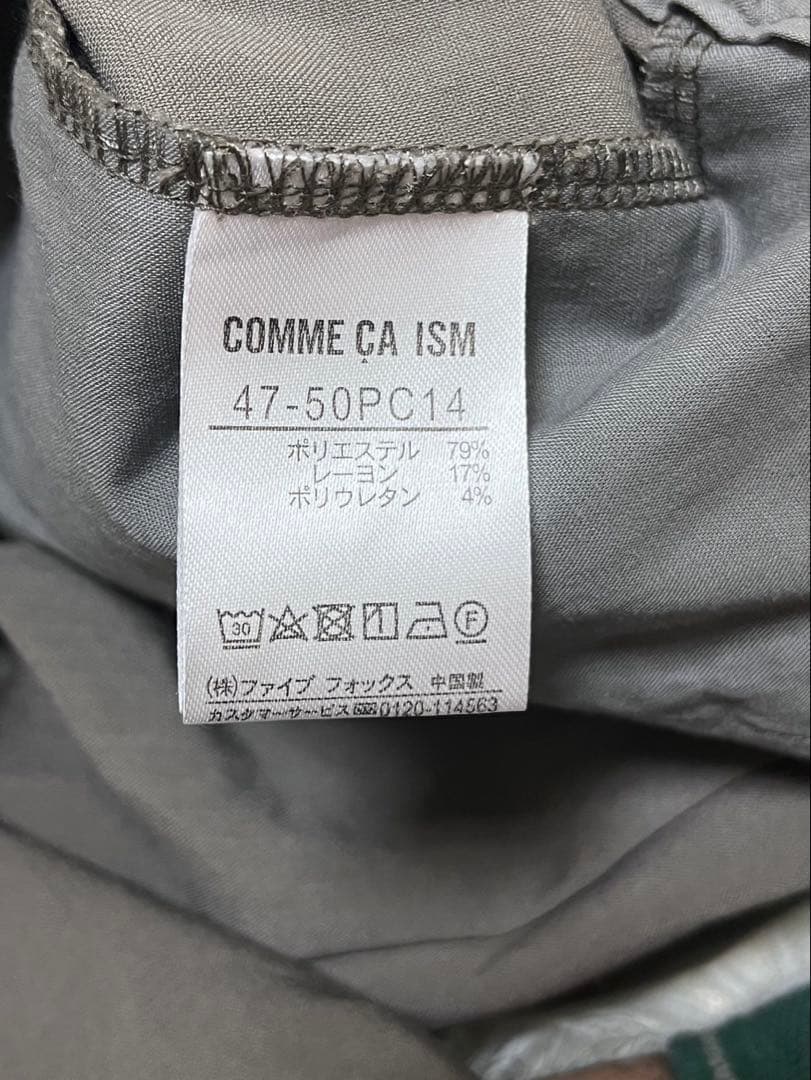 COMME ÇA ISM
47-50PC14
ポリエステル 79%
レーヨン 17%
ポリウレタン 4%
30 F
(株)ファイブ フォックス 中国製
カスタマーサービス 0120-114563